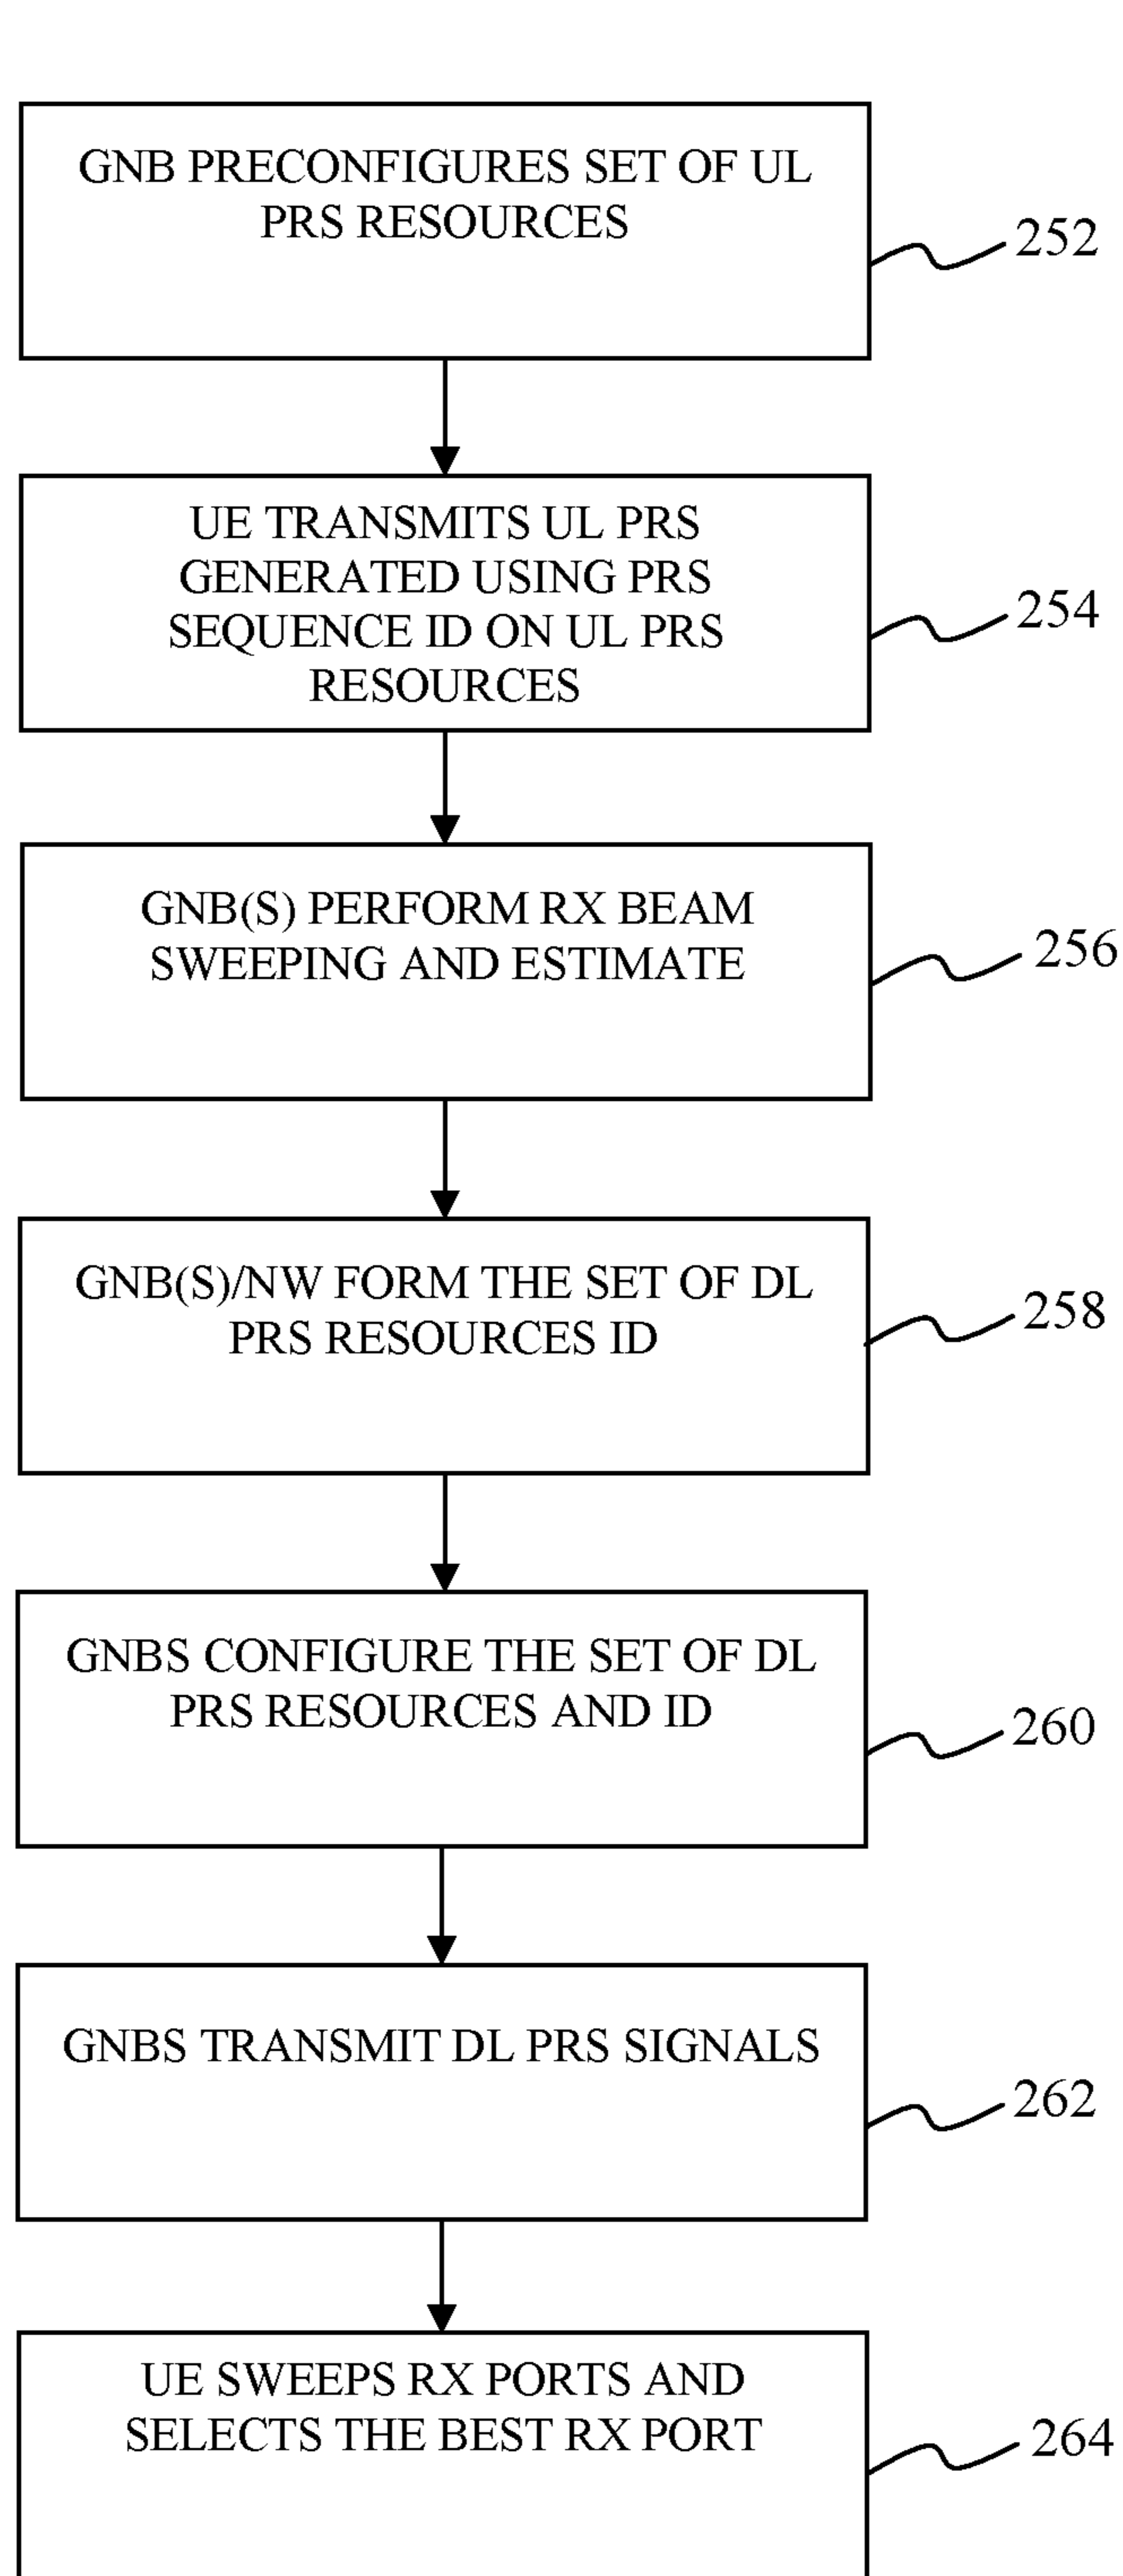 GNB PRECONFIGURES SET OF UL
PRS RESOURCES
252
UE TRANSMITS UL PRS
GENERATED USING PRS
SEQUENCE ID ON UL PRS
RESOURCES
254
GNB(S) PERFORM RX BEAM
SWEEPING AND ESTIMATE
256
GNB(S)/NW FORM THE SET OF DL
PRS RESOURCES ID
258
GNBS CONFIGURE THE SET OF DL
PRS RESOURCES AND ID
260
GNBS TRANSMIT DL PRS SIGNALS
262
UE SWEEPS RX PORTS AND
SELECTS THE BEST RX PORT
264